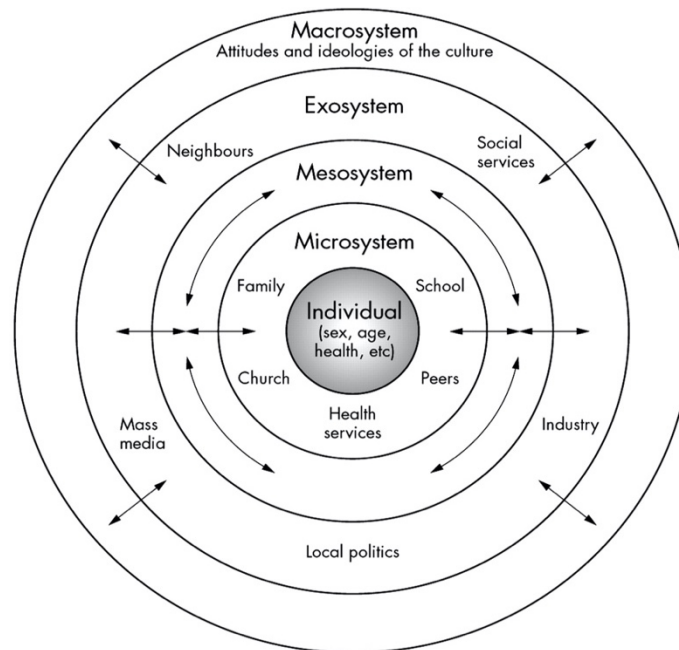 Macrosystem
Attitudes and ideologies of the culture
Exosystem
Neighbours
Social
services
Mesosystem
Microsystem
Family
School
Individual
(sex, age,
health, etc)
Church
Peers
Health
services
Mass
media
Industry
Local politics